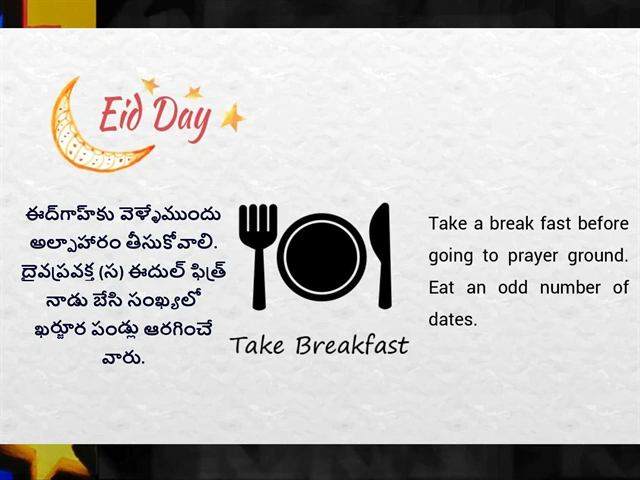 Eid Day
ఈద్‌గాహ్‌కు వెళ్ళేముందు
అల్పాహారం తీసుకోవాలి.
దైవప్రవక్త (స) ఈదుల్ ఫిత్ర్
నాడు బేసి సంఖ్యలో
ఖర్జూర పండ్లు ఆరగించే
వారు.
Take Breakfast
Take a break fast before
going to prayer ground.
Eat an odd number of
dates.